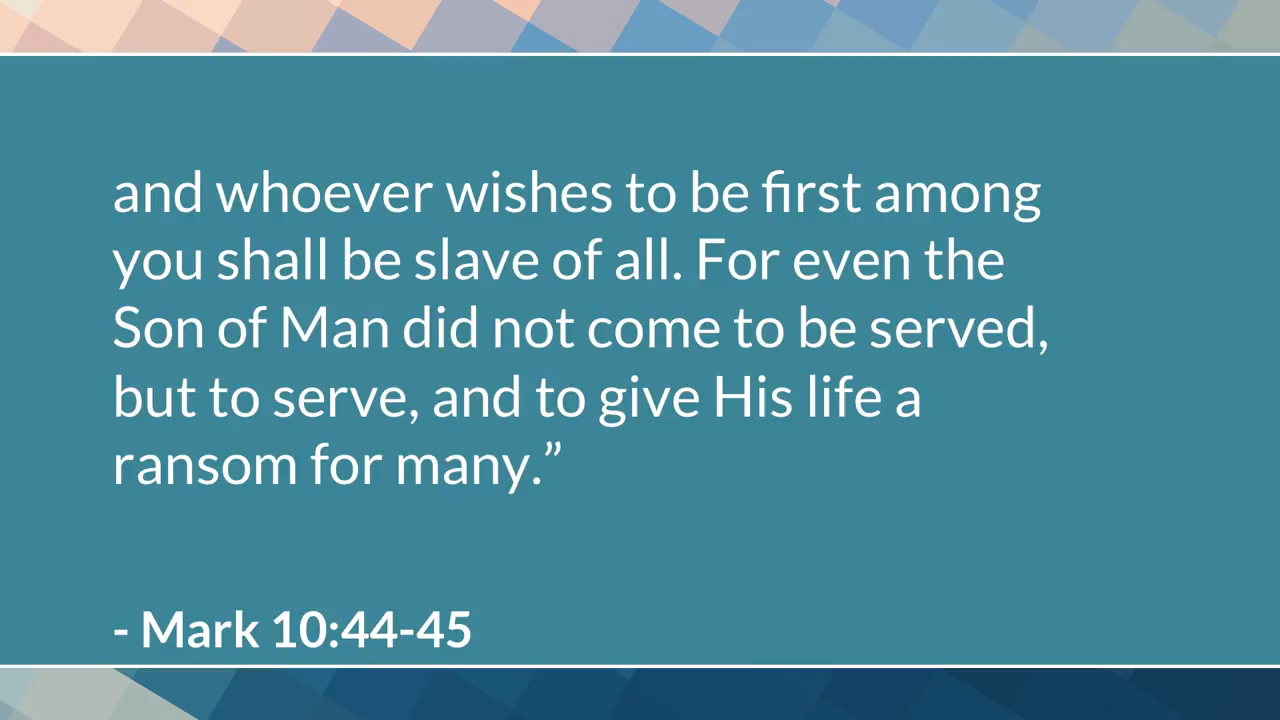 and whoever wishes to be first among
you shall be slave of all. For even the
Son of Man did not come to be served,
but to serve, and to give His life a
ransom for many.”
- Mark 10:44-45